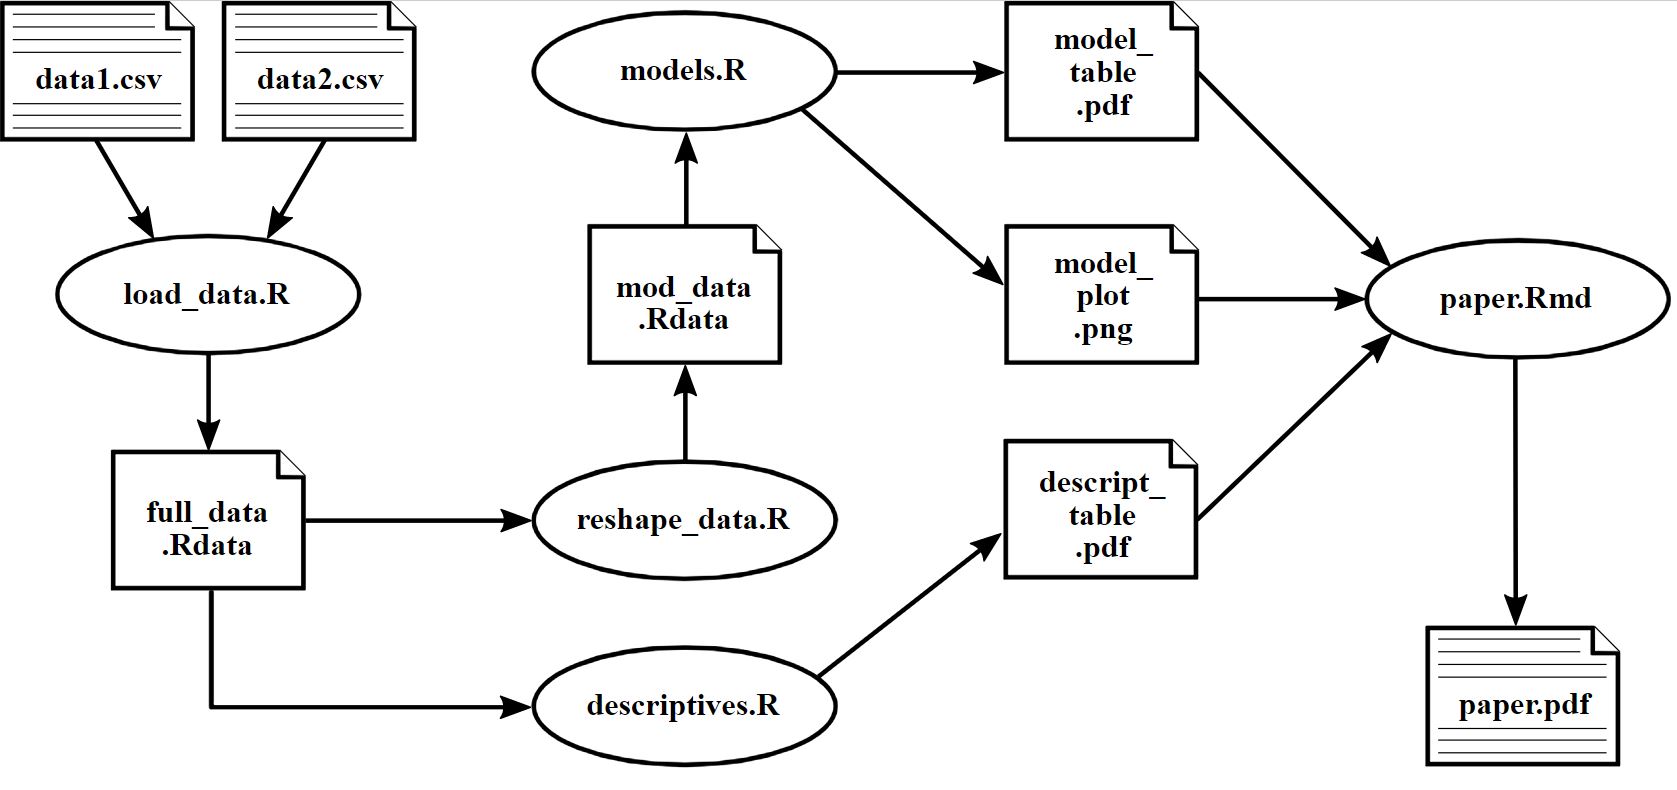 data1.csv
data2.csv
models.R
model_
table
.pdf
load_data.R
mod_data
.Rdata
model_
plot
.png
paper.Rmd
full_data
.Rdata
reshape_data.R
descript_
table
.pdf
descriptives.R
paper.pdf